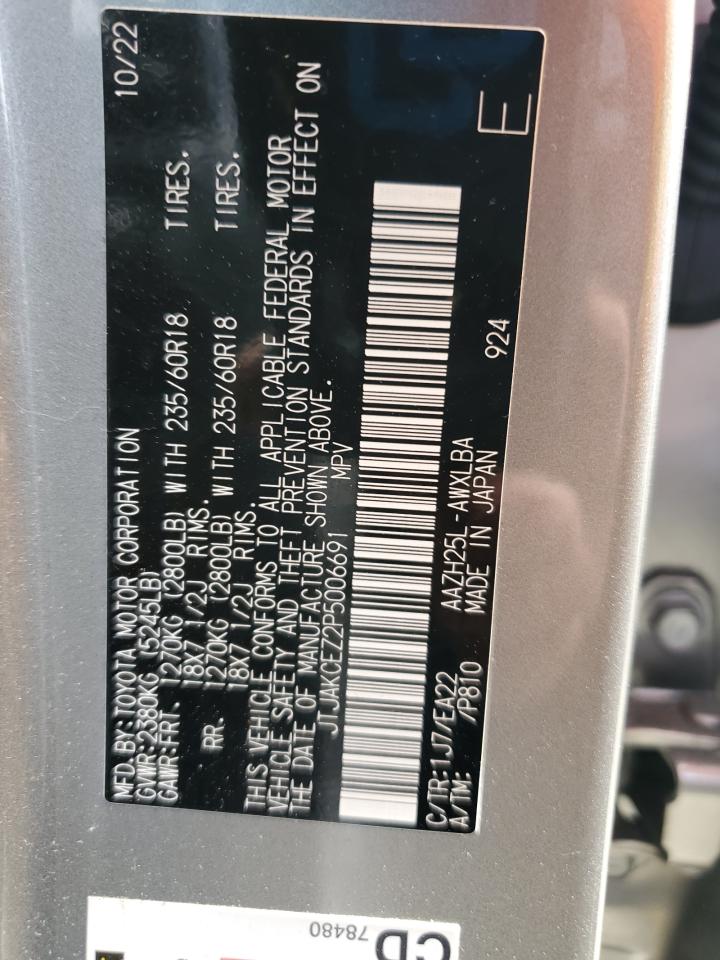 MFD.BY:TOYOTA MOTOR CORPORATION 10/22
GVWR:2380KG (5245LB)
GAWR:FRT. 1270KG (2800LB) WITH 235/60R18 TIRES.
18X7 1/2J RIMS.
RR. 1270KG (2800LB) WITH 235/60R18 TIRES.
18X7 1/2J RIMS.
THIS VEHICLE CONFORMS TO ALL APPLICABLE FEDERAL MOTOR
VEHICLE SAFETY AND THEFT PREVENTION STANDARDS IN EFFECT ON
THE DATE OF MANUFACTURE SHOWN ABOVE.
JTJAKCEZ2P5006691 MPV
C/TR:1J7/EA22 AAZH25L-AWXLBA
A/TM: /P810 MADE IN JAPAN 924 E
CD
78480